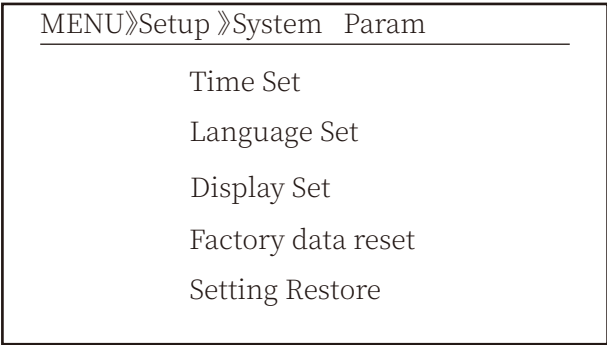 MENU》Setup 》System Param
Time Set
Language Set
Display Set
Factory data reset
Setting Restore